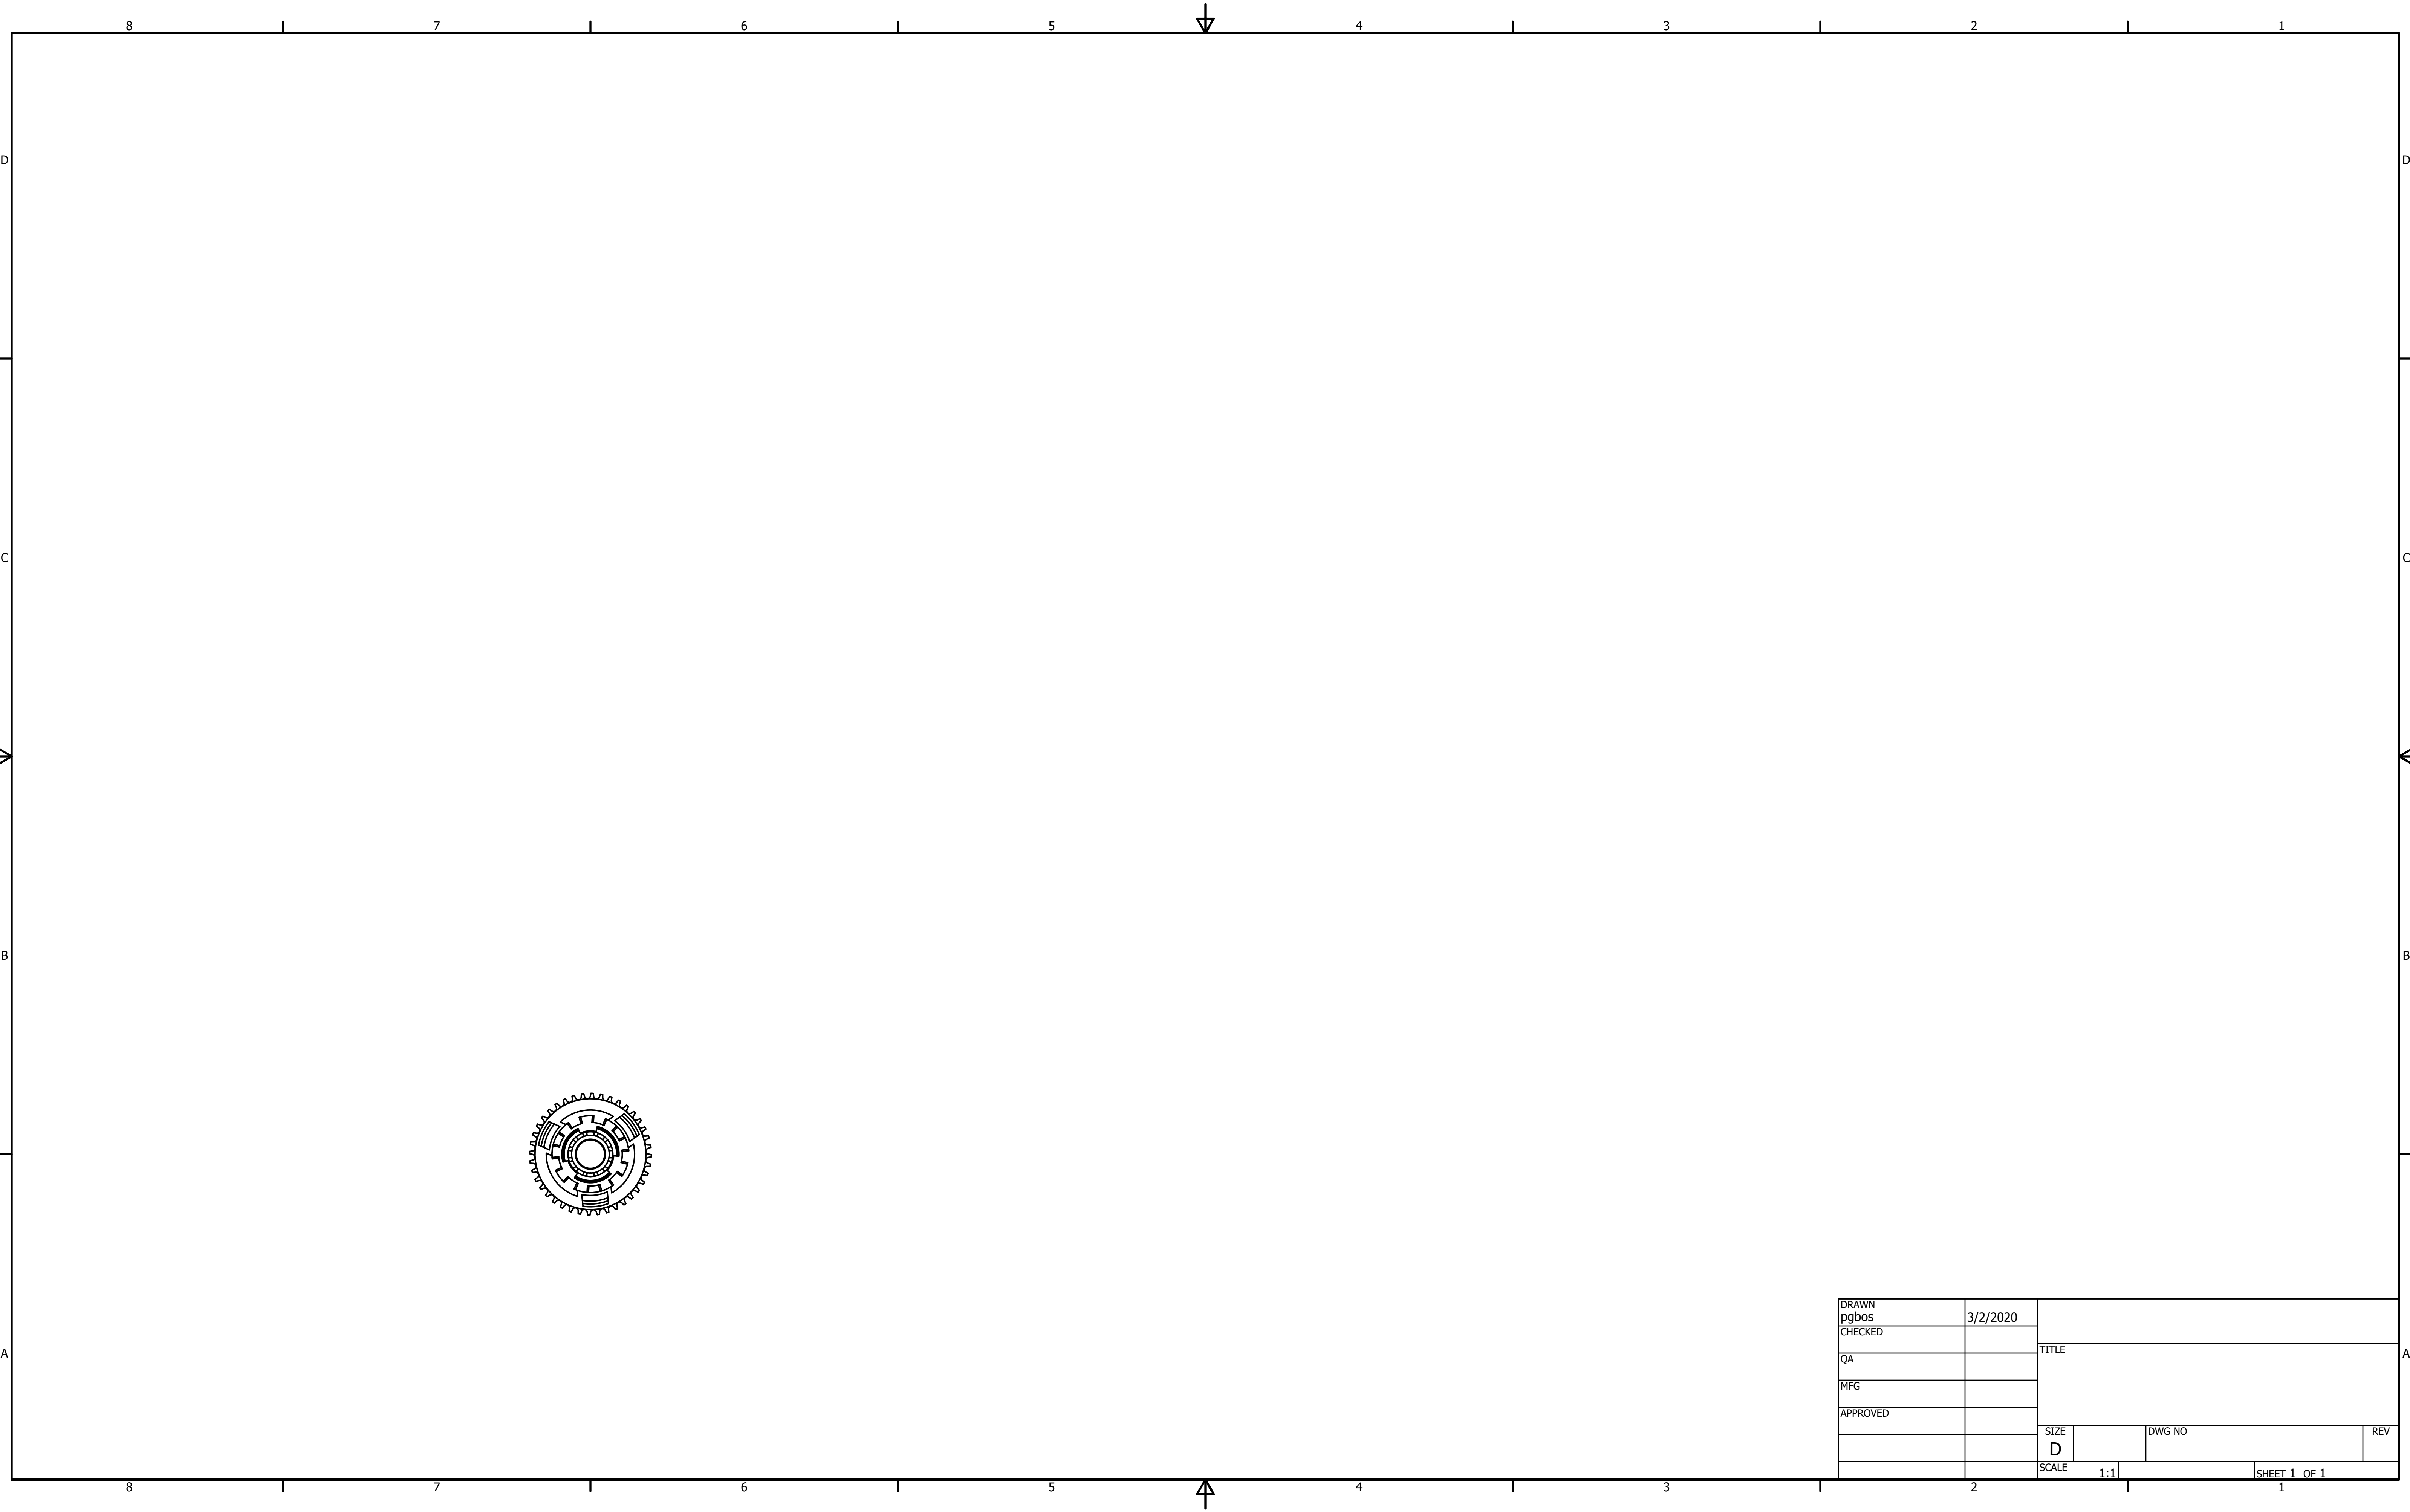 8 7 6 5 4 3 2 1
D D
C C
B B
A A
DRAWN
pgbos 3/2/2020
CHECKED
QA
MFG
APPROVED
TITLE
SIZE DWG NO REV
D
SCALE 1:1 SHEET 1 OF 1
8 7 6 5 4 3 2 1